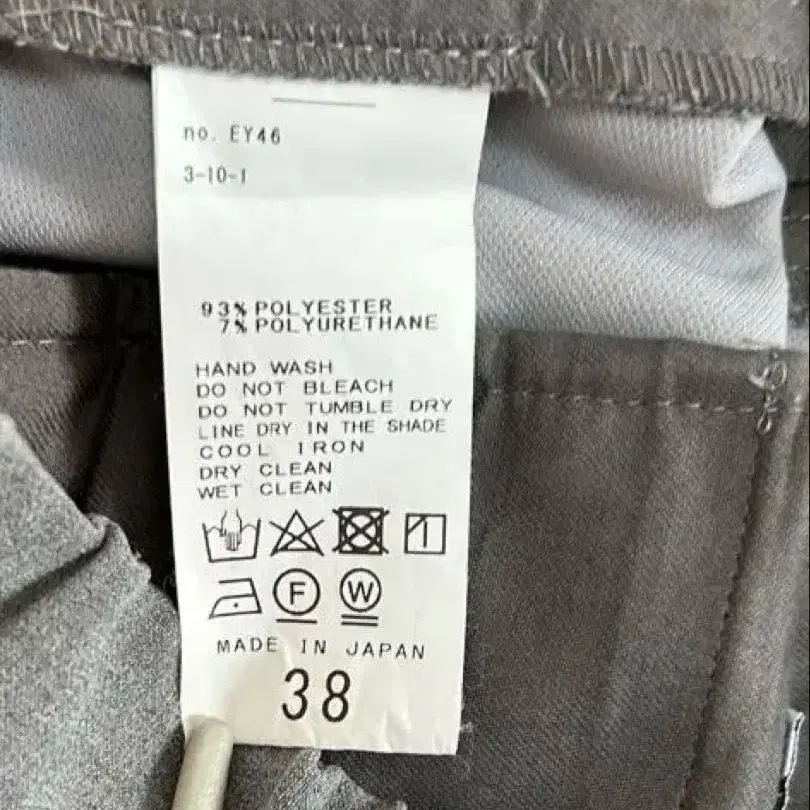 no. EY46
3-10-1
93% POLYESTER
7% POLYURETHANE
HAND WASH
DO NOT BLEACH
DO NOT TUMBLE DRY
LINE DRY IN THE SHADE
COOL IRON
DRY CLEAN
WET CLEAN
F W
MADE IN JAPAN
38